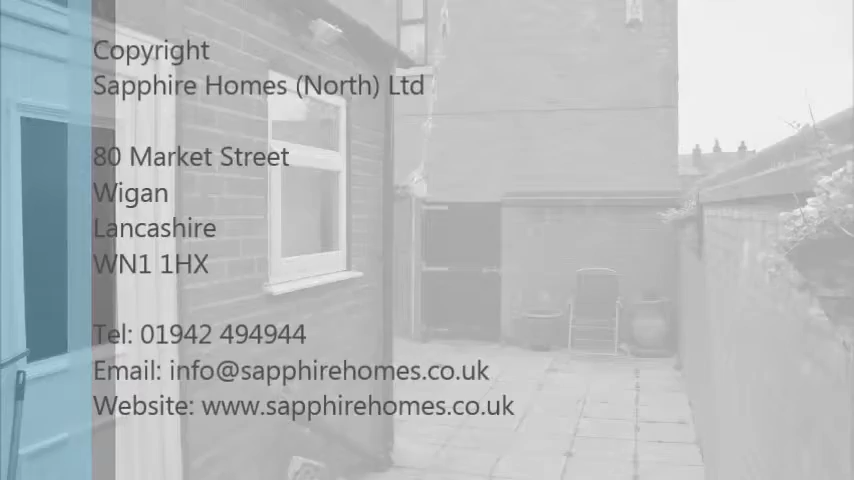 Copyright
Sapphire Homes (North) Ltd
80 Market Street
Wigan
Lancashire
WN1 1HX
Tel: 01942 494944
Email: info@sapphirehomes.co.uk
Website: www.sapphirehomes.co.uk